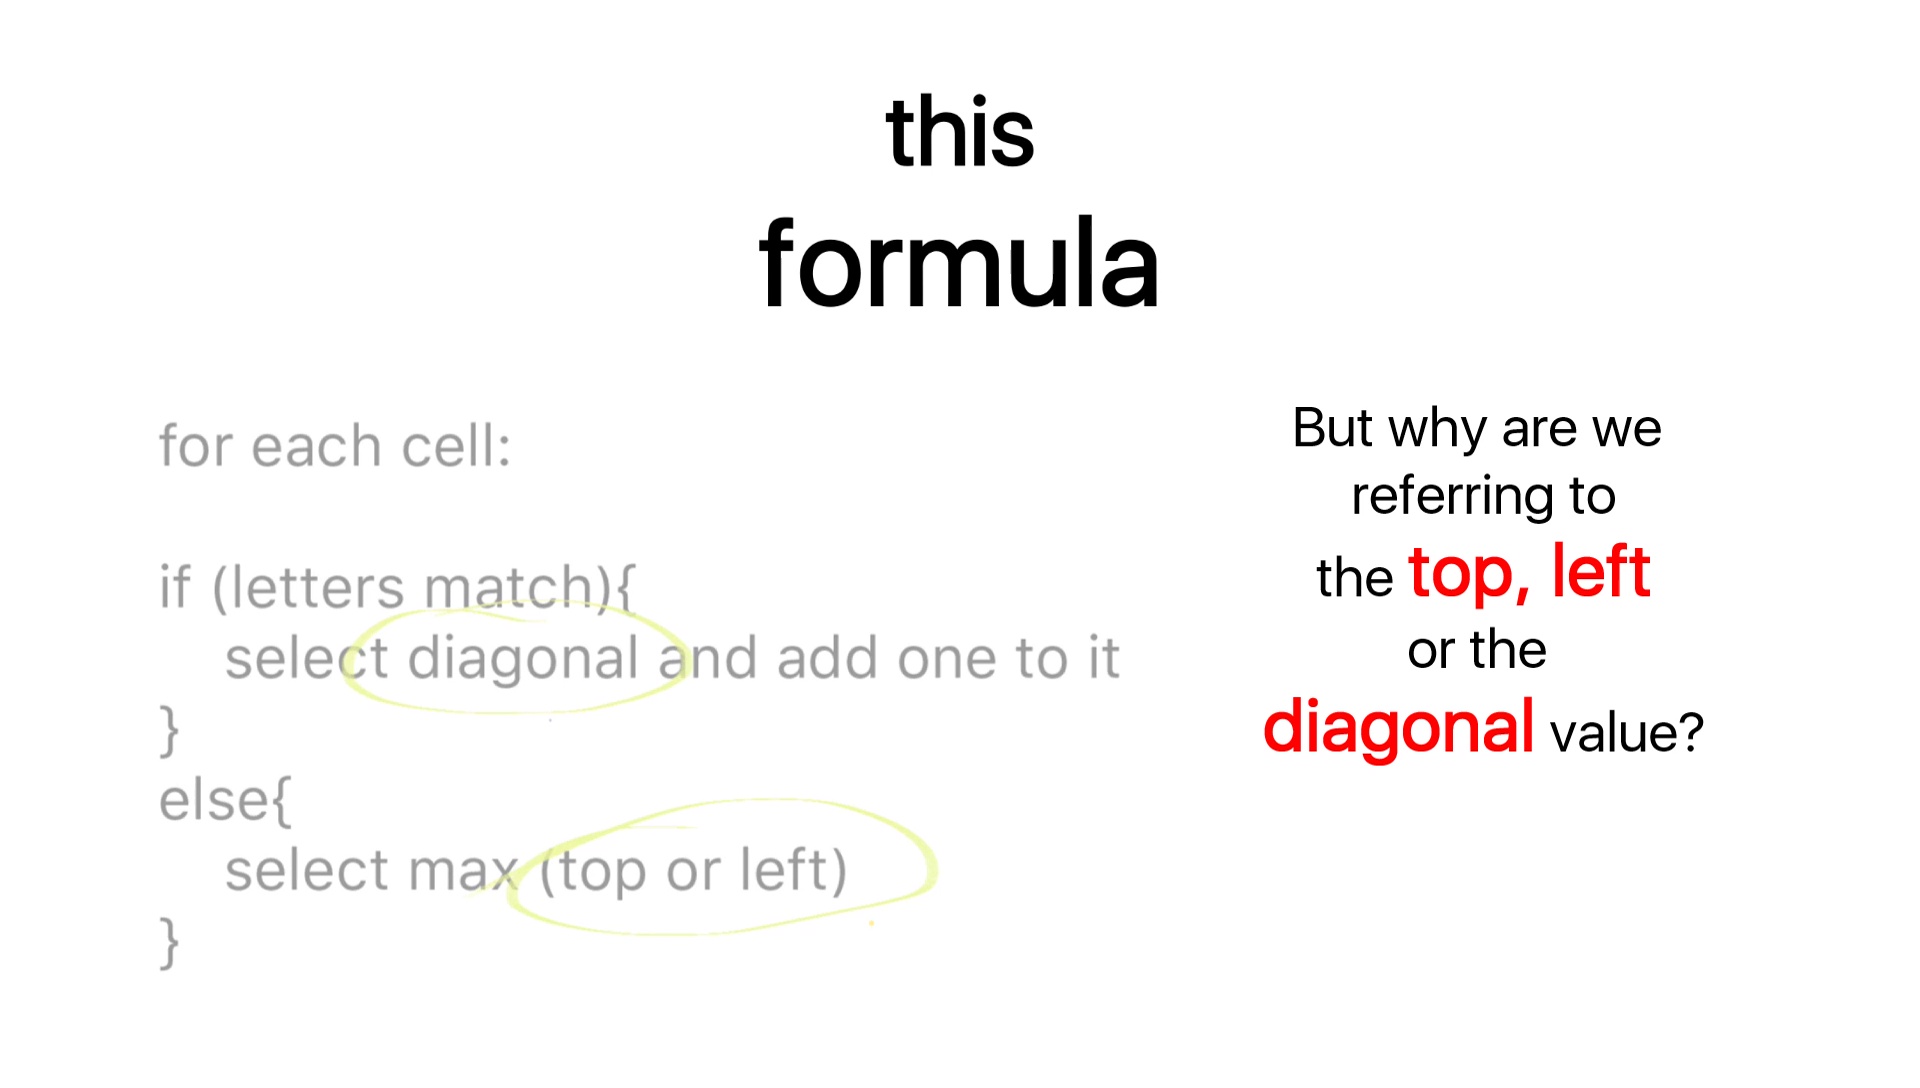 this
formula
for each cell:
if (letters match){
select diagonal and add one to it
}
else{
select max (top or left)
}
But why are we
referring to
the top, left
or the
diagonal value?